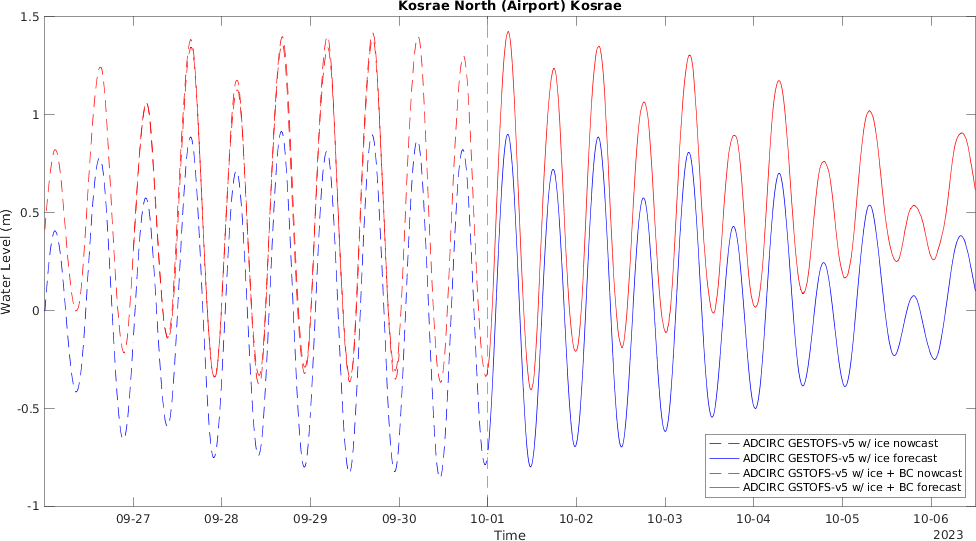 Kosrae North (Airport) Kosrae
Water Level (m)
1.5
1
0.5
0
-0.5
-1
ADCIRC GESTOFS-v5 w/ ice nowcast
ADCIRC GESTOFS-v5 w/ ice forecast
ADCIRC GSTOFS-v5 w/ ice + BC nowcast
ADCIRC GSTOFS-v5 w/ ice + BC forecast
09-27 09-28 09-29 09-30 10-01 10-02 10-03 10-04 10-05 10-06
Time
2023